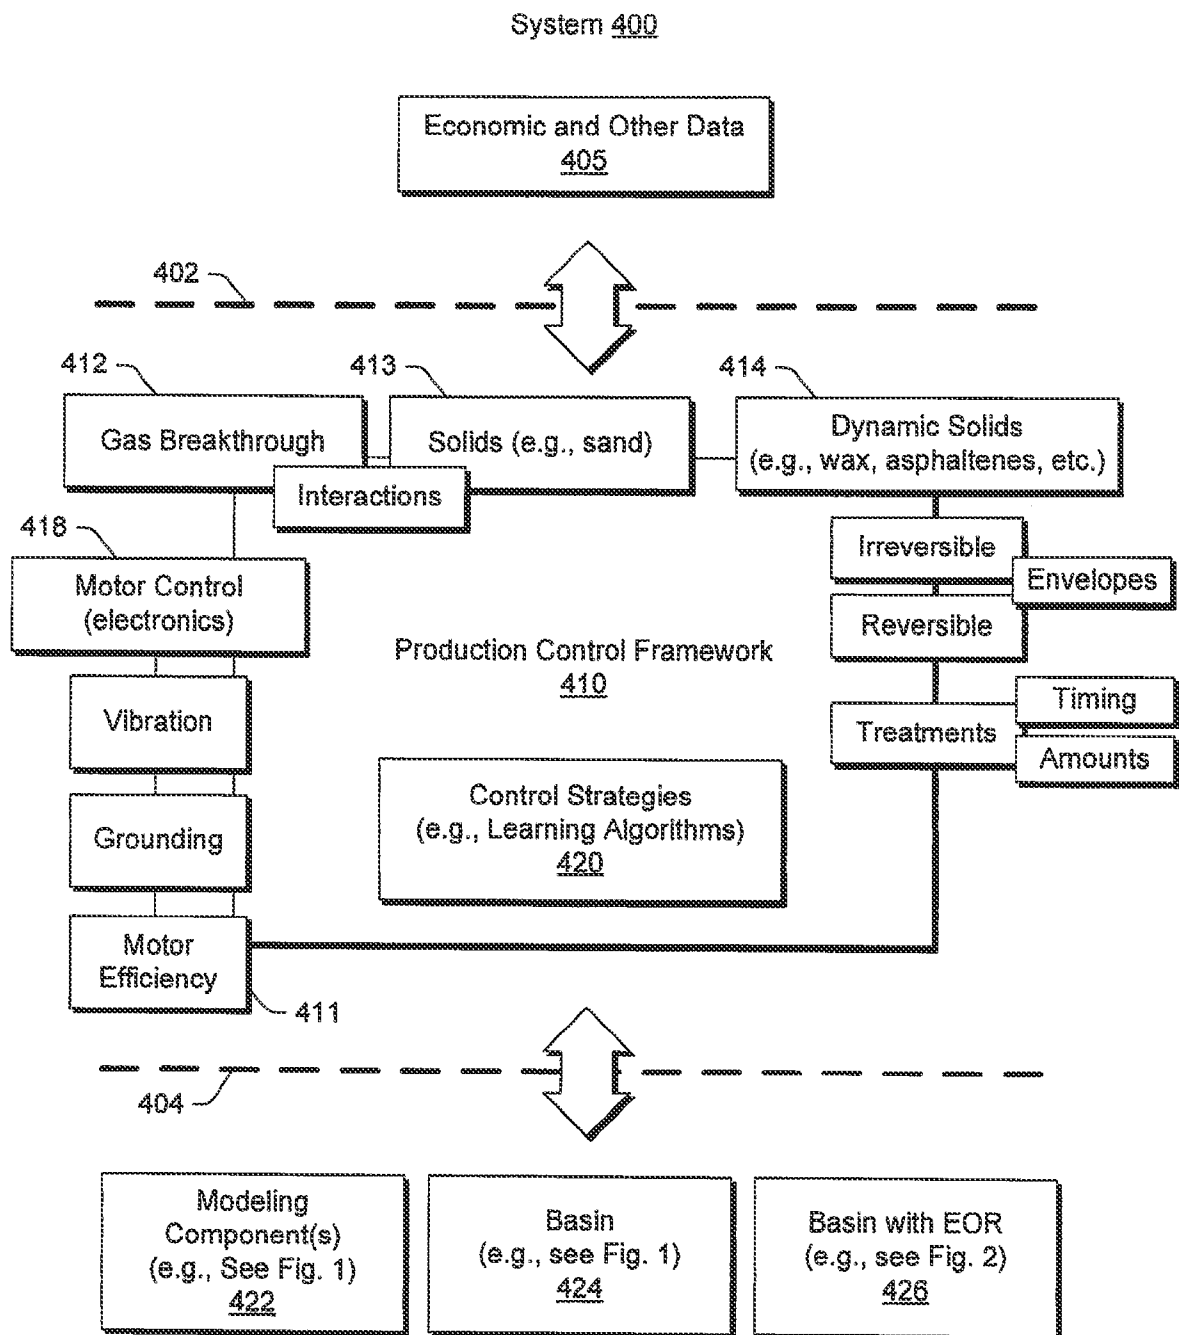 System 400
Economic and Other Data
405
402
412
413
414
Gas Breakthrough
Solids (e.g., sand)
Dynamic Solids
(e.g., wax, asphaltenes, etc.)
Interactions
418
Motor Control
(electronics)
Irreversible
Envelopes
Reversible
Production Control Framework
410
Vibration
Treatments
Timing
Amounts
Control Strategies
(e.g., Learning Algorithms)
420
Grounding
Motor
Efficiency
411
404
Modeling
Component(s)
(e.g., See Fig. 1)
422
Basin
(e.g., see Fig. 1)
424
Basin with EOR
(e.g., see Fig. 2)
426